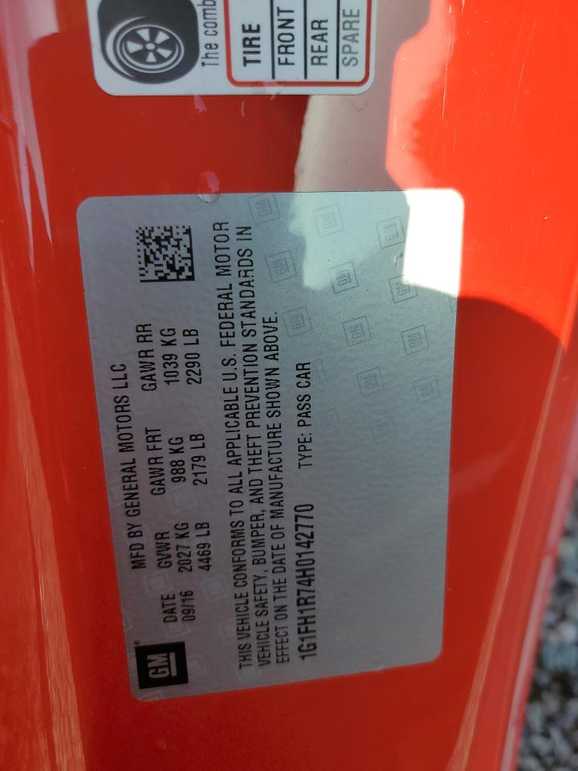 The comb
TIRE
FRONT
REAR
SPARE
MFD BY GENERAL MOTORS LLC
DATE GVWR GAWR FRT GAWR RR
09/16 2027 KG 988 KG 1039 KG
4469 LB 2179 LB 2290 LB
THIS VEHICLE CONFORMS TO ALL APPLICABLE U.S. FEDERAL MOTOR
VEHICLE SAFETY, BUMPER, AND THEFT PREVENTION STANDARDS IN
EFFECT ON THE DATE OF MANUFACTURE SHOWN ABOVE.
1G1FH1R74H0142770 TYPE: PASS CAR
GM